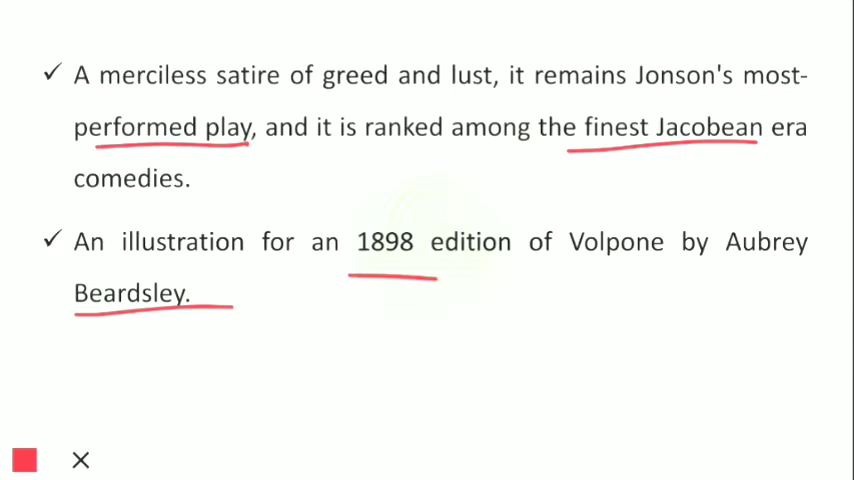 ✓ A merciless satire of greed and lust, it remains Jonson's most-
performed play, and it is ranked among the finest Jacobean era
comedies.
✓ An illustration for an 1898 edition of Volpone by Aubrey
Beardsley.